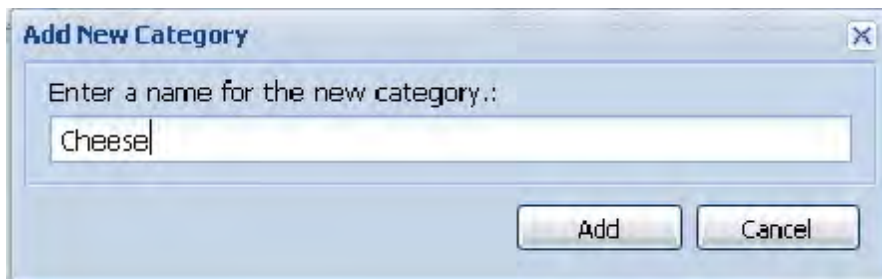 Add New Category
Enter a name for the new category.:
Cheese
Add Cancel